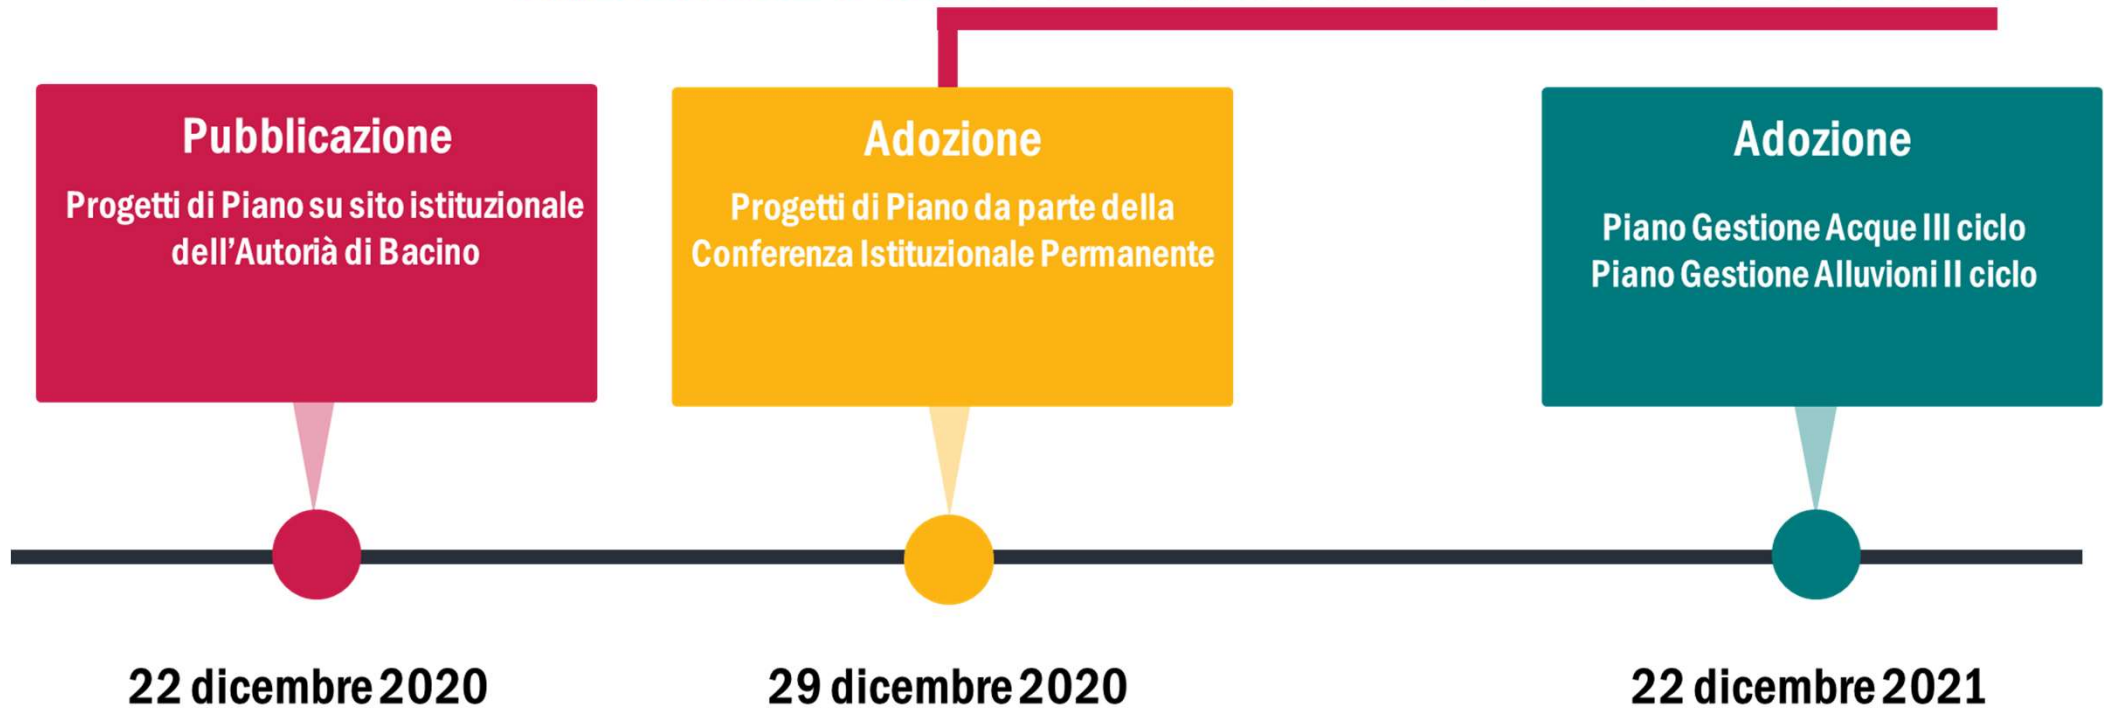 Pubblicazione
Progetti di Piano su sito istituzionale
dell'Autorià di Bacino
Adozione
Progetti di Piano da parte della
Conferenza Istituzionale Permanente
Adozione
Piano Gestione Acque III ciclo
Piano Gestione Alluvioni II ciclo
22 dicembre 2020
29 dicembre 2020
22 dicembre 2021